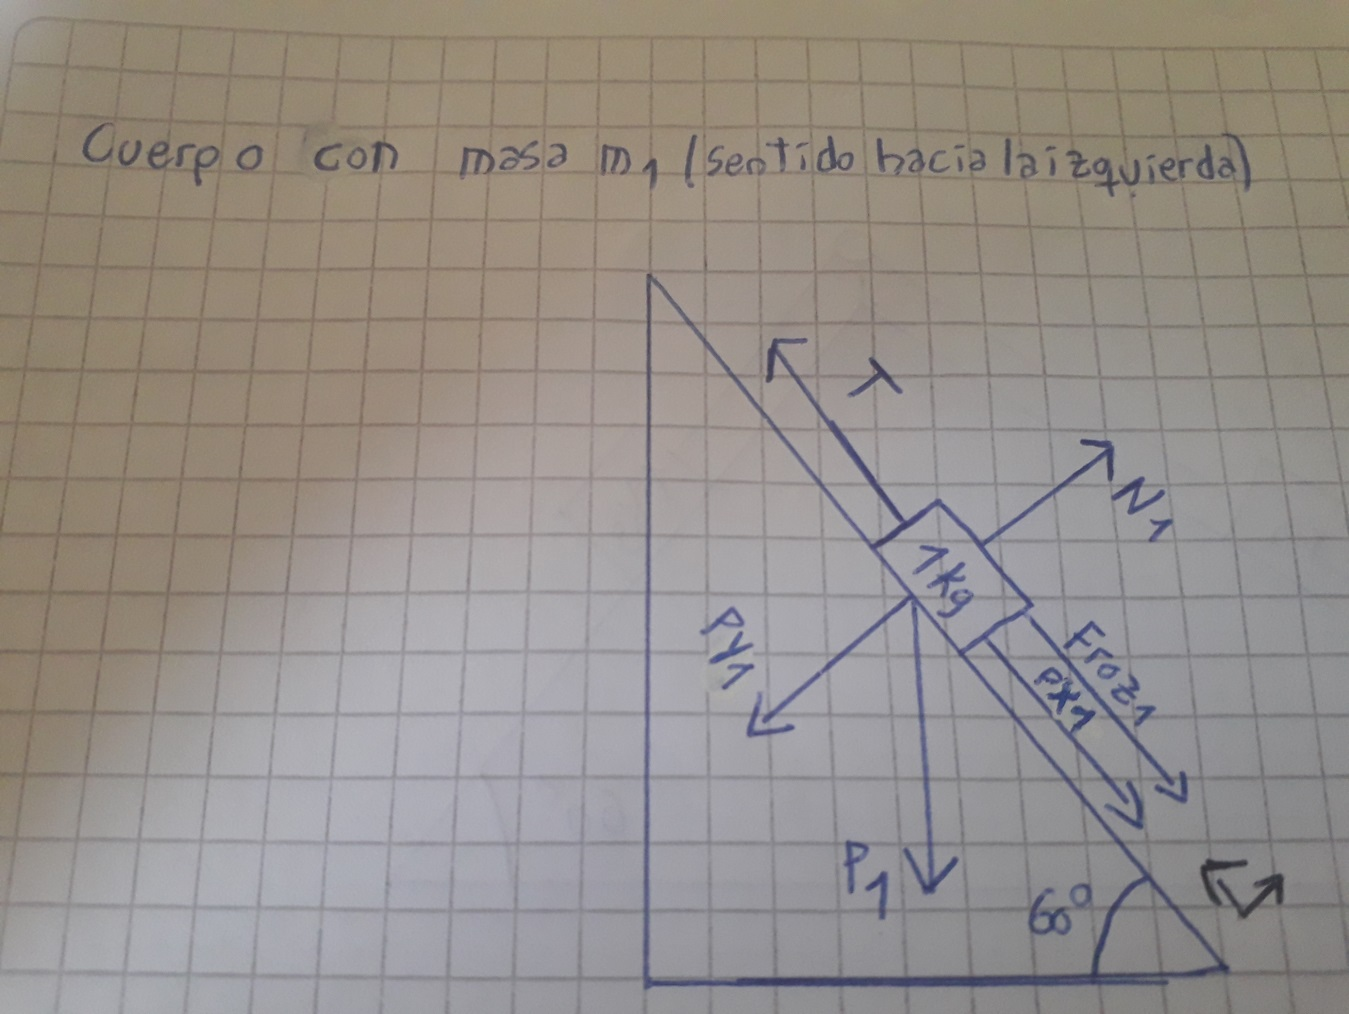 Cuerpo con masa m1 (sentido hacia la izquierda)
T
N1
1Kg
Py1
Froz1
Px1
P1
60°